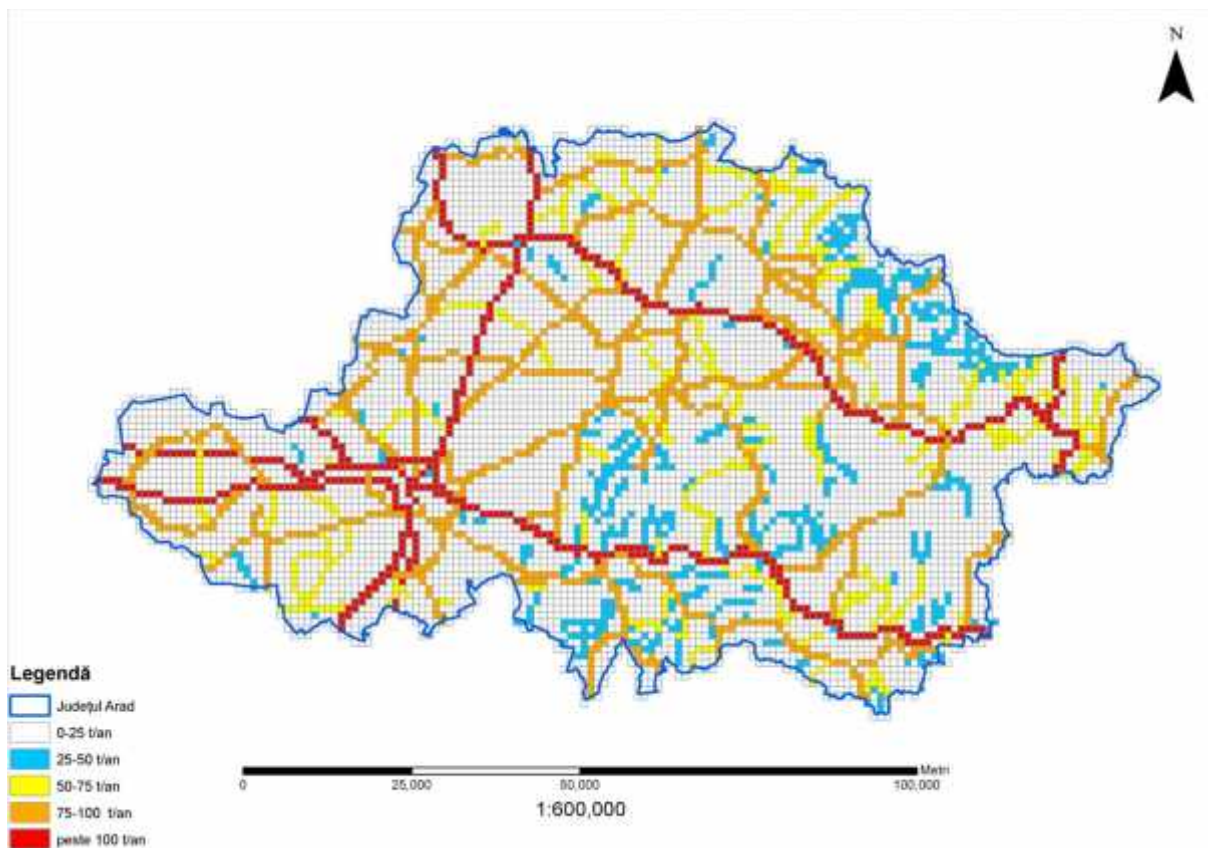 N
Legendă
Județul Arad
0-25 t/an
25-50 t/an
50-75 t/an
75-100 t/an
peste 100 t/an
0 25,000 50,000 100,000 Metri
1:600,000